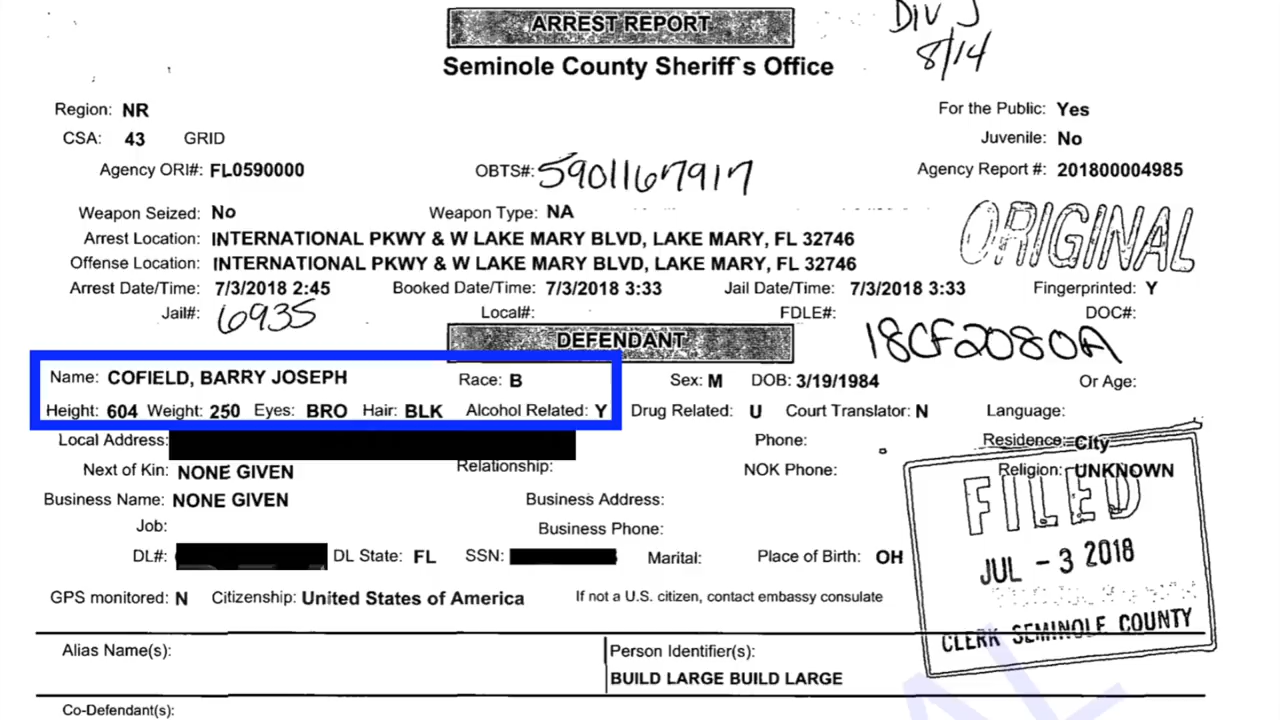 ARREST REPORT
Seminole County Sheriff`s Office
Div J
8/14
Region: NR
For the Public: Yes
CSA: 43 GRID
Juvenile: No
Agency ORI#: FL0590000
OBTS#: 5901167917
Agency Report #: 201800004985
Weapon Seized: No
Weapon Type: NA
ORIGINAL
Arrest Location: INTERNATIONAL PKWY & W LAKE MARY BLVD, LAKE MARY, FL 32746
Offense Location: INTERNATIONAL PKWY & W LAKE MARY BLVD, LAKE MARY, FL 32746
Arrest Date/Time: 7/3/2018 2:45 Booked Date/Time: 7/3/2018 3:33 Jail Date/Time: 7/3/2018 3:33 Fingerprinted: Y
Jail#: 6935 Local#: FDLE#: DOC#:
DEFENDANT
18CF2080A
Name: COFIELD, BARRY JOSEPH Race: B Sex: M DOB: 3/19/1984 Or Age:
Height: 604 Weight: 250 Eyes: BRO Hair: BLK Alcohol Related: Y Drug Related: U Court Translator: N Language:
Local Address: Phone: Residence: City
Next of Kin: NONE GIVEN Relationship: NOK Phone: Religion: UNKNOWN
Business Name: NONE GIVEN Business Address:
Job: Business Phone:
DL#: DL State: FL SSN: Marital: Place of Birth: OH
GPS monitored: N Citizenship: United States of America If not a U.S. citizen, contact embassy consulate
FILED
JUL - 3 2018
CLERK SEMINOLE COUNTY
Alias Name(s):
Person Identifier(s):
BUILD LARGE BUILD LARGE
Co-Defendant(s):